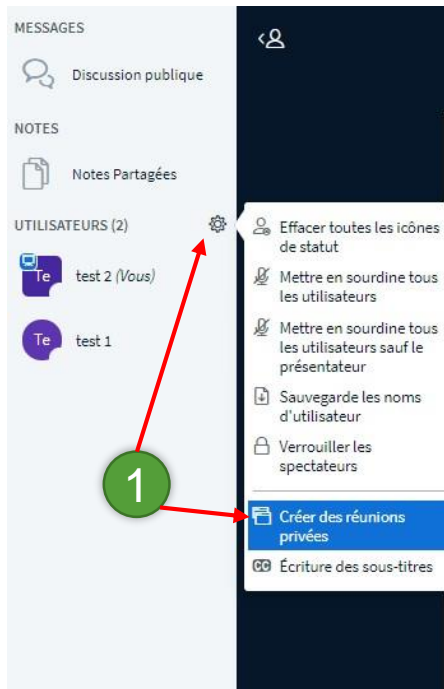 MESSAGES
Discussion publique
NOTES
Notes Partagées
UTILISATEURS (2)
Te
test 2 (Vous)
Te
test 1
1
Effacer toutes les icônes
de statut
Mettre en sourdine tous
les utilisateurs
Mettre en sourdine tous
les utilisateurs sauf le
présentateur
Sauvegarde les noms
d'utilisateur
Verrouiller les
spectateurs
Créer des réunions
privées
CC Écriture des sous-titres